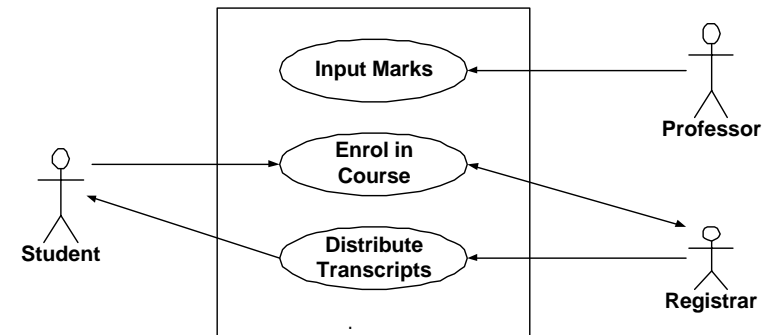 Input Marks
Professor
Enrol in
Course
Student
Distribute
Transcripts
Registrar
.